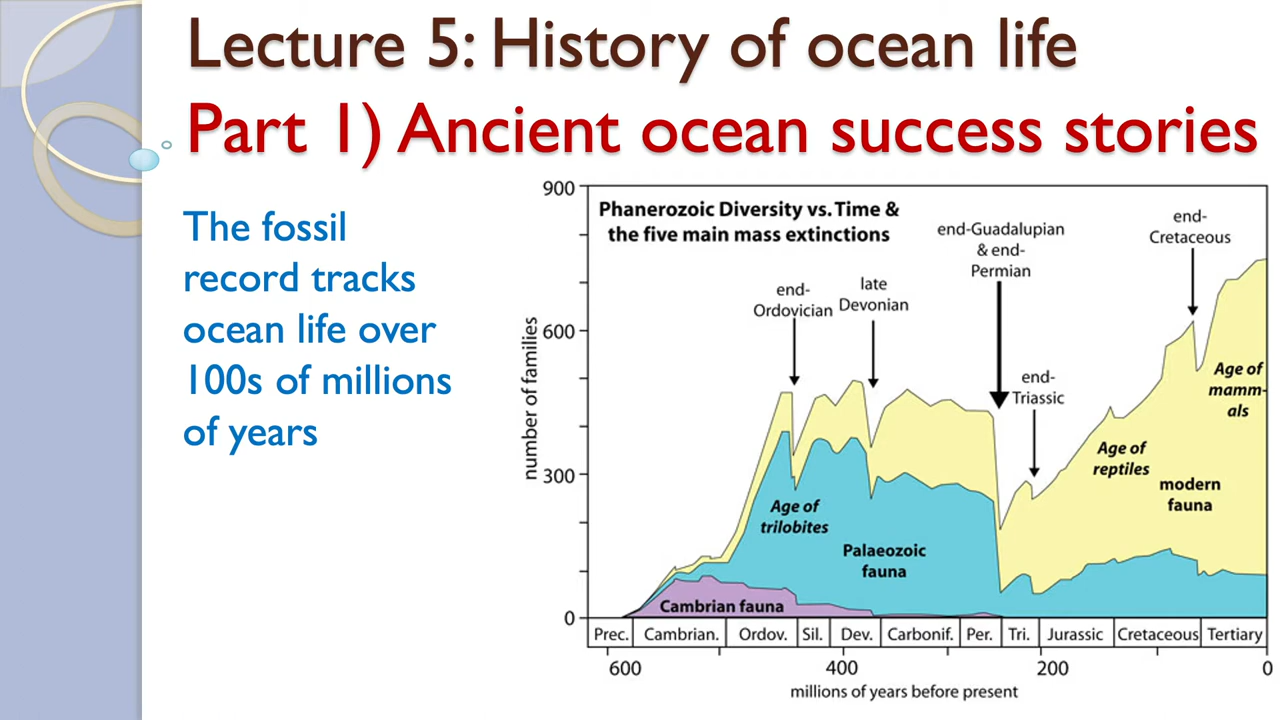 Lecture 5: History of ocean life
Part 1) Ancient ocean success stories
The fossil
record tracks
ocean life over
100s of millions
of years
Phanerozoic Diversity vs. Time &
the five main mass extinctions
number of families
900
600
300
0
end-
Ordovician
late
Devonian
end-Guadalupian
& end-
Permian
end-
Triassic
end-
Cretaceous
Age of
trilobites
Palaeozoic
fauna
Cambrian fauna
Age of
reptiles
modern
fauna
Age of
mamm-
als
Prec. Cambrian. Ordov. Sil. Dev. Carbonif. Per. Tri. Jurassic Cretaceous Tertiary
600 400 200 0
millions of years before present